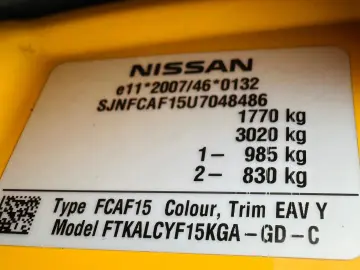 NISSAN
e11*2007/46*0132
SJNFCAF15U7048486
1770 kg
3020 kg
1- 985 kg
2- 830 kg
Type FCAF15 Colour, Trim EAV Y
Model FTKALCYF15KGA-GD-C